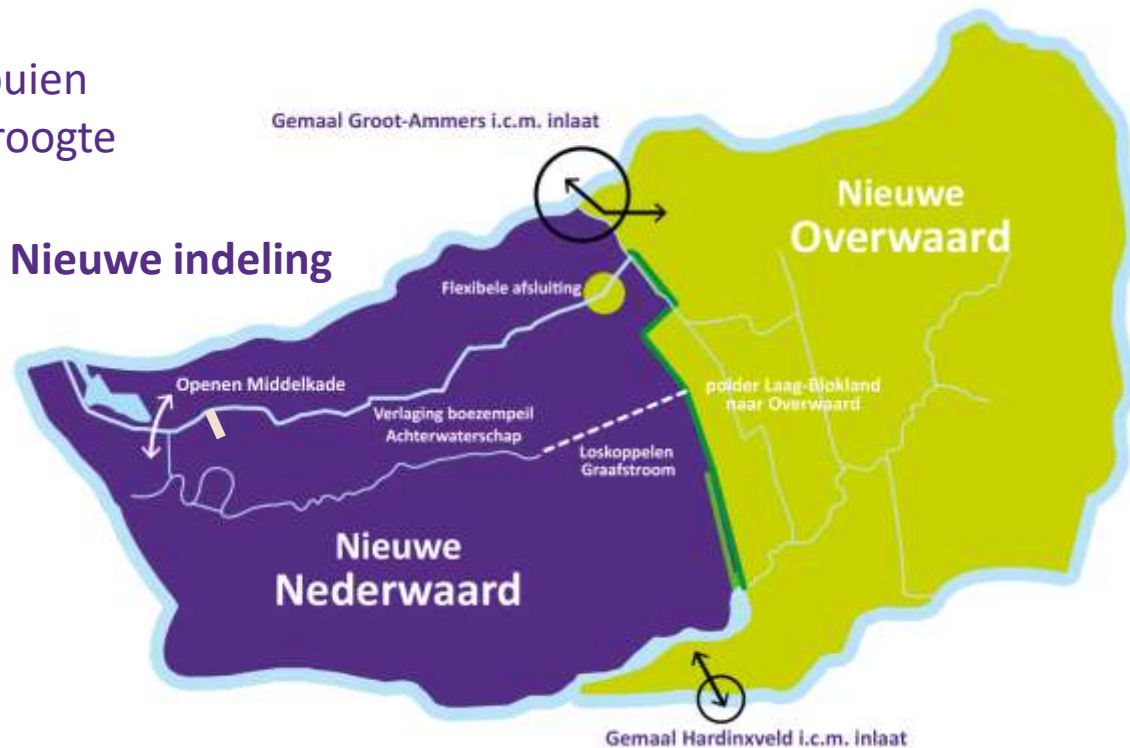 ouien
roogte
Gemaal Groot-Ammers i.c.m. inlaat
Nieuwe
Overwaard
Nieuwe indeling
Flexibele afsluiting
Openen Middelkade
polder Laag-Blokland
naar Overwaard
Verlaging boezempeil
Achterwaterschap
Loskoppelen
Graafstroom
Nieuwe
Nederwaard
Gemaal Hardinxveld i.c.m. inlaat